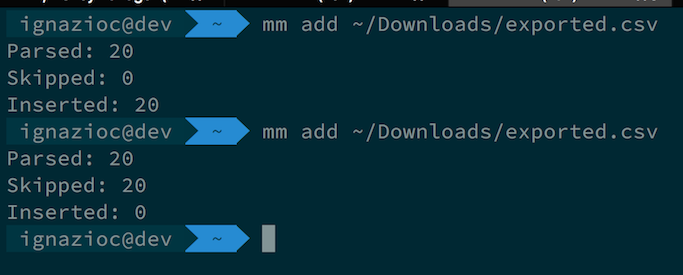 ignazioc@dev ~ mm add ~/Downloads/exported.csv
Parsed: 20
Skipped: 0
Inserted: 20
ignazioc@dev ~ mm add ~/Downloads/exported.csv
Parsed: 20
Skipped: 20
Inserted: 0
ignazioc@dev ~